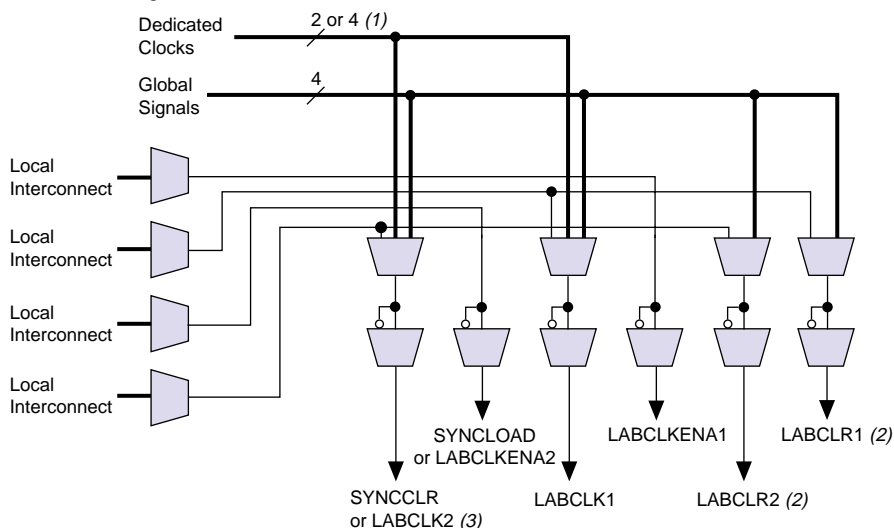 Dedicated
Clocks
2 or 4 (1)
Global
Signals
4
Local
Interconnect
Local
Interconnect
Local
Interconnect
Local
Interconnect
SYNCLOAD
or LABCLKENA2
LABCLKENA1
LABCLR1 (2)
SYNCCLR
or LABCLK2 (3)
LABCLK1
LABCLR2 (2)